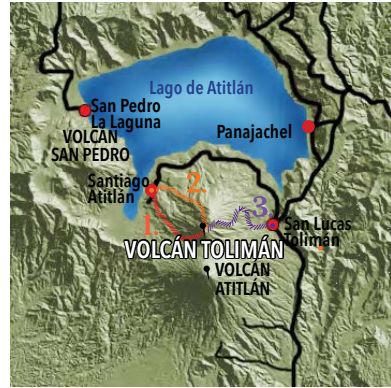 Lago de Atitlán
San Pedro
La Laguna
VOLCÁN
SAN PEDRO
Panajachel
Santiago
Atitlán
2.
1.
3.
San Lucas
Tolimán
VOLCÁN TOLIMÁN
VOLCÁN
ATITLÁN